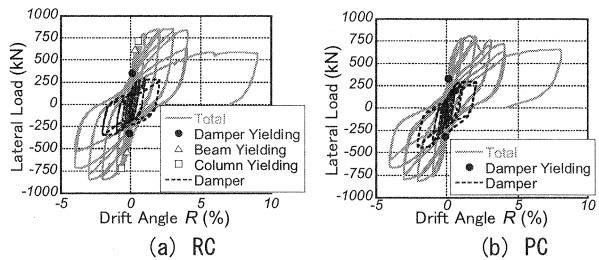 1000
750
500
250
0
-250
-500
-750
-1000
Lateral Load (kN)
-5
0
5
10
Drift Angle R (%)
Total
Damper Yielding
Beam Yielding
Column Yielding
Damper
(a) RC
1000
750
500
250
0
250
500
750
1000
Lateral Load (kN)
-5
0
5
10
Drift Angle R (%)
Total
Damper Yielding
Damper
(b) PC